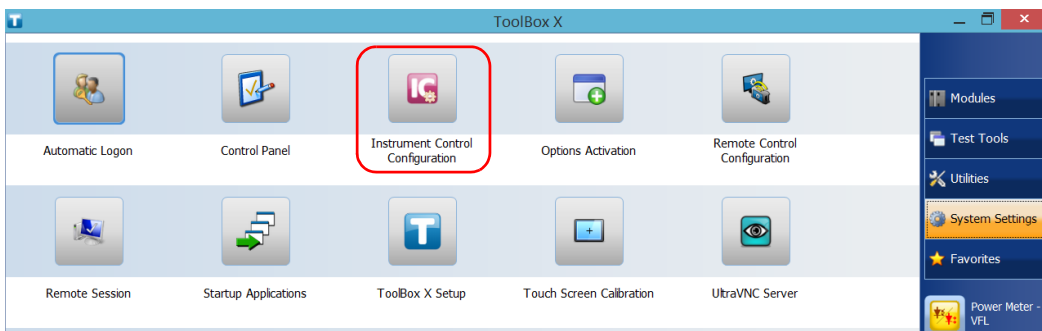 ToolBox X
Automatic Logon
Control Panel
Instrument Control
Configuration
Options Activation
Remote Control
Configuration
Remote Session
Startup Applications
ToolBox X Setup
Touch Screen Calibration
UltraVNC Server
Modules
Test Tools
Utilities
System Settings
Favorites
Power Meter -
VFL